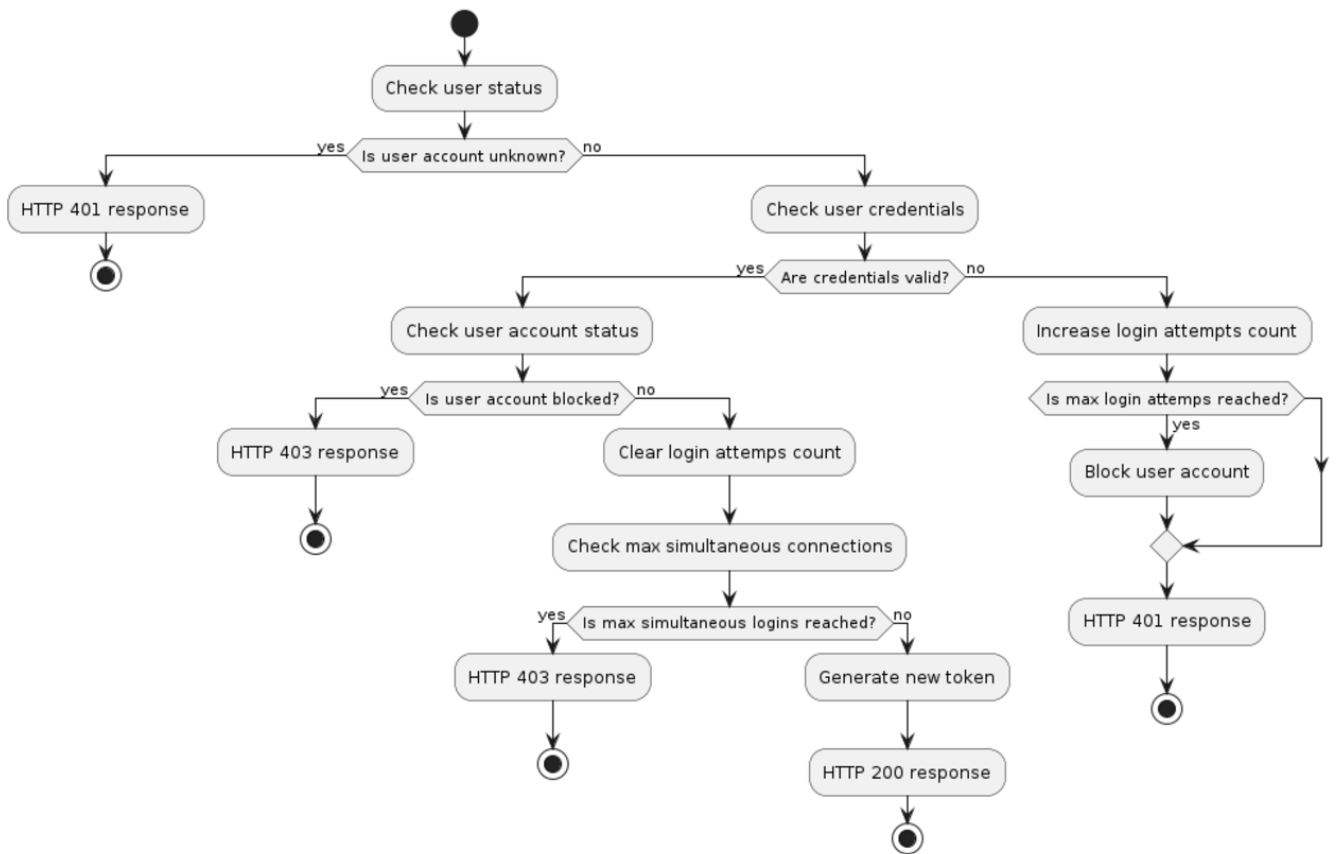 Check user status
yes
Is user account unknown?
no
HTTP 401 response
Check user credentials
yes
Are credentials valid?
no
Check user account status
Increase login attempts count
yes
Is user account blocked?
no
Is max login attemps reached?
yes
HTTP 403 response
Clear login attemps count
Block user account
Check max simultaneous connections
yes
Is max simultaneous logins reached?
no
HTTP 401 response
HTTP 403 response
Generate new token
HTTP 200 response